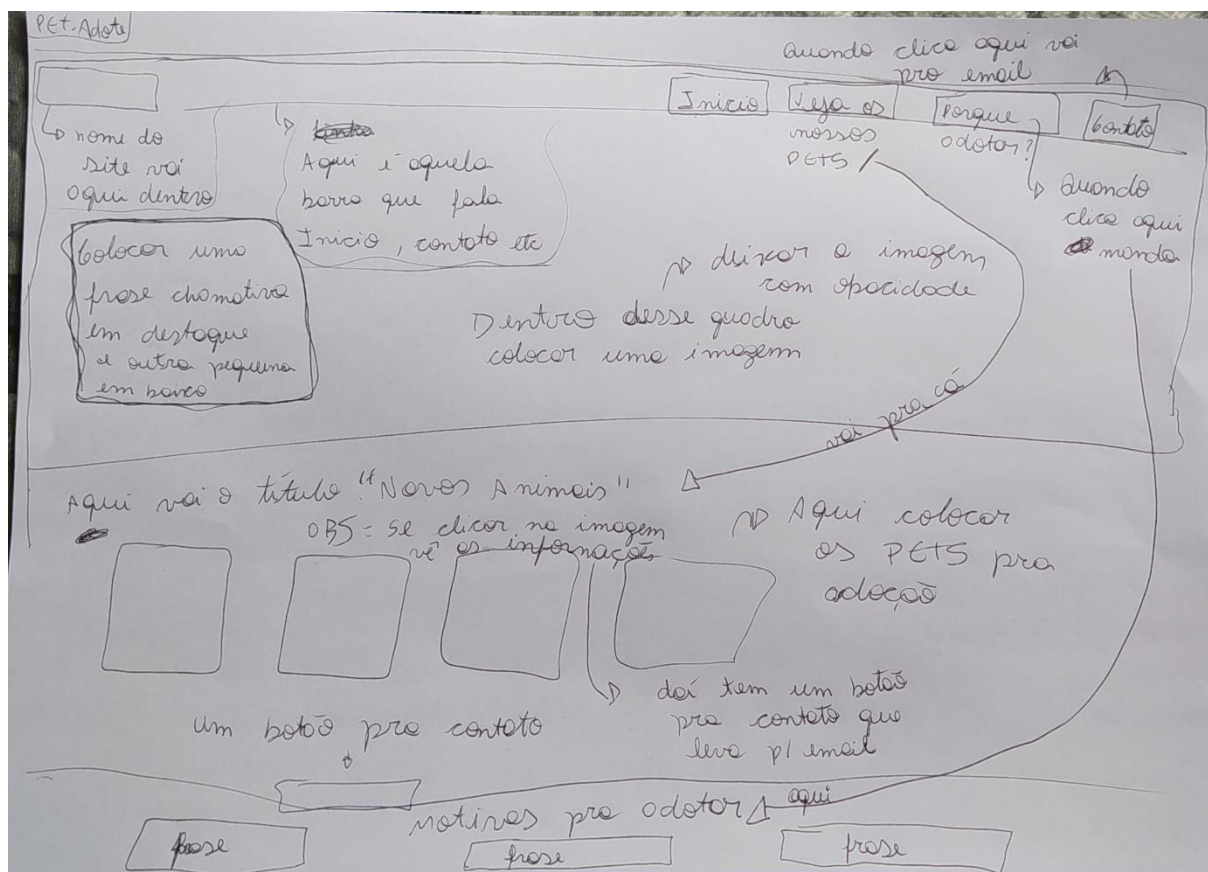 PET-Adote
Quando clica aqui vai
pro email
Inicio
Veja os
nossos
PETS
Porque
adotar?
Contato
nome do
site vai
aqui dentro
Aqui é aquela
barra que fala
Inicio, contato etc
Quando
clica aqui
manda
Colocar uma
frase chamativa
em destaque
e outra pequena
em baixo
deixar a imagem
com opacidade
Dentro desse quadro
colocar uma imagem
vai pra cá
Aqui vai o título "Novos Animais"
OBS = se clicar na imagem
vê as informações
Aqui colocar
os PETS pra
adoção
daí tem um botão
pra contato que
leva p/ email
um botão pra contato
motivos pra adotar
aqui
frase
frase
frase